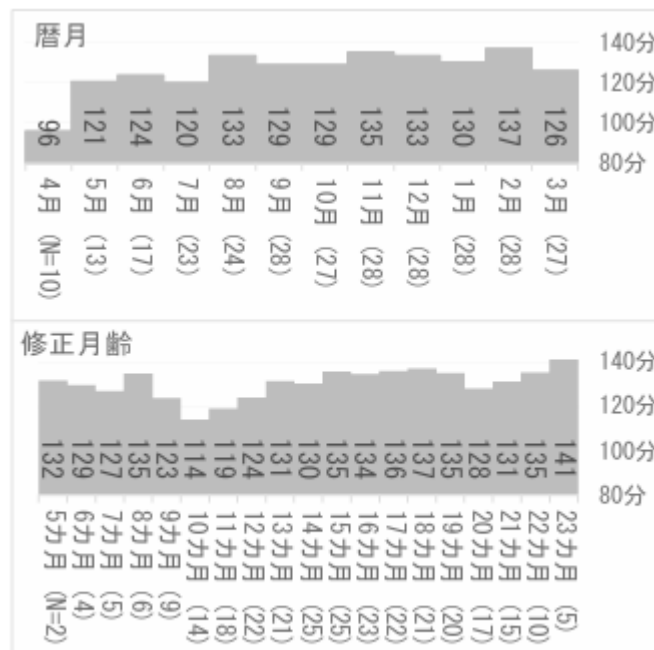 暦月
140分
120分
100分
80分
96
121
124
120
133
129
129
135
133
130
137
126
4月 (N=10)
5月 (13)
6月 (17)
7月 (23)
8月 (24)
9月 (28)
10月 (27)
11月 (28)
12月 (28)
1月 (28)
2月 (28)
3月 (27)
修正月齢
140分
120分
100分
80分
132
129
127
135
123
114
119
124
131
130
135
134
136
137
135
128
131
135
141
5カ月 (N=2)
6カ月 (4)
7カ月 (5)
8カ月 (6)
9カ月 (9)
10カ月 (14)
11カ月 (18)
12カ月 (22)
13カ月 (21)
14カ月 (25)
15カ月 (25)
16カ月 (23)
17カ月 (22)
18カ月 (21)
19カ月 (20)
20カ月 (17)
21カ月 (15)
22カ月 (10)
23カ月 (5)